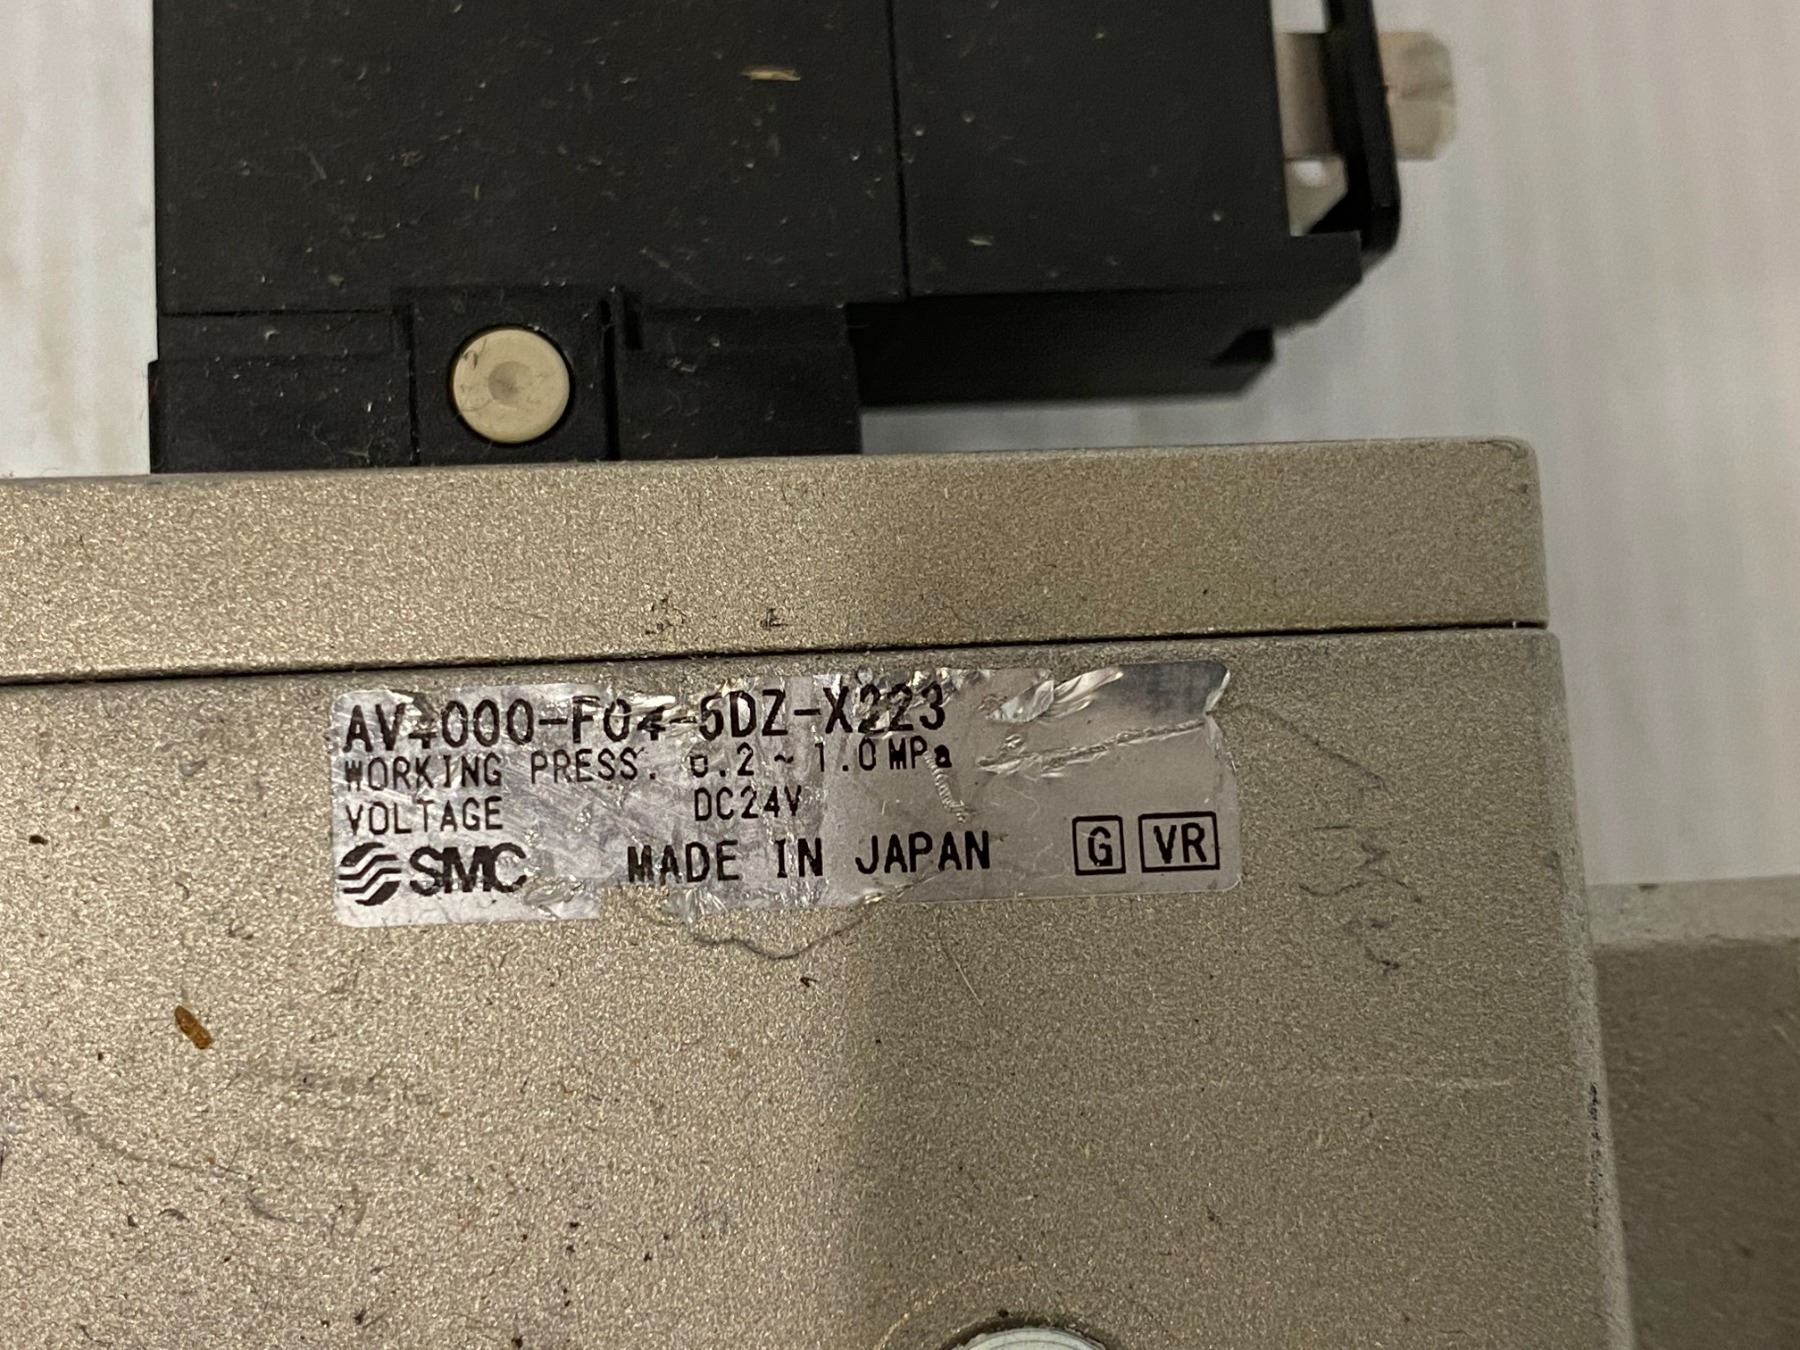 AV4000-F04-5DZ-X223
WORKING PRESS. 0.2 ~ 1.0 MPa
VOLTAGE DC24V
SMC MADE IN JAPAN G VR